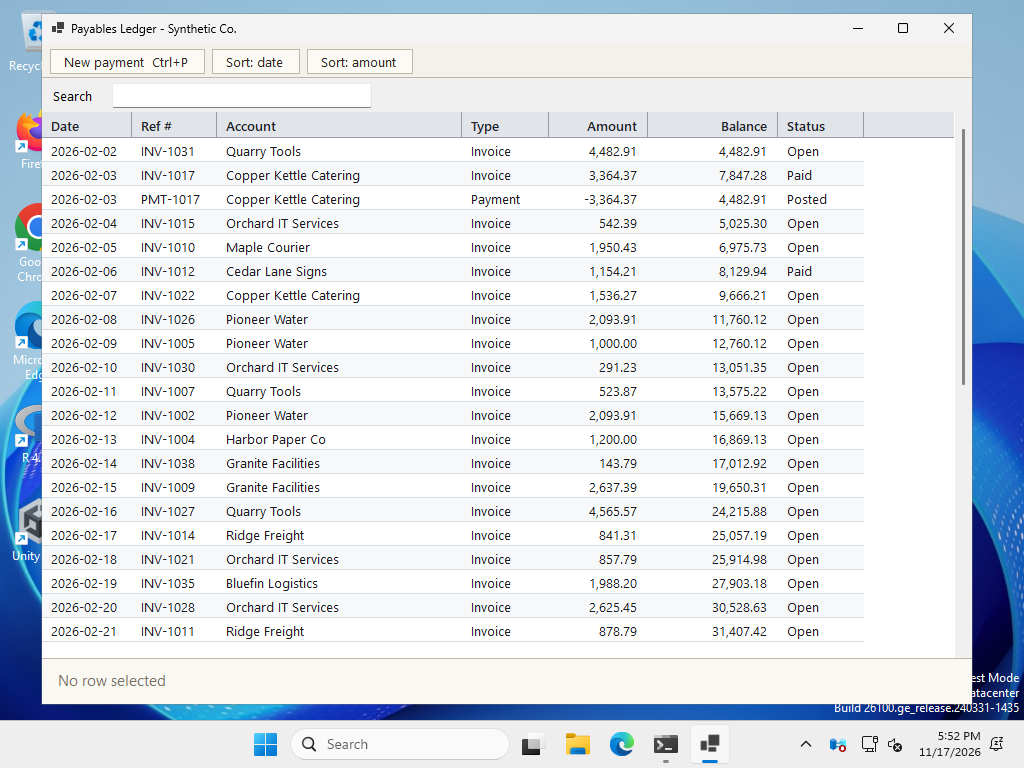 Payables Ledger - Synthetic Co.
New payment Ctrl+P Sort: date Sort: amount
Search
Date Ref # Account Type Amount Balance Status
2026-02-02 INV-1031 Quarry Tools Invoice 4,482.91 4,482.91 Open
2026-02-03 INV-1017 Copper Kettle Catering Invoice 3,364.37 7,847.28 Paid
2026-02-03 PMT-1017 Copper Kettle Catering Payment -3,364.37 4,482.91 Posted
2026-02-04 INV-1015 Orchard IT Services Invoice 542.39 5,025.30 Open
2026-02-05 INV-1010 Maple Courier Invoice 1,950.43 6,975.73 Open
2026-02-06 INV-1012 Cedar Lane Signs Invoice 1,154.21 8,129.94 Paid
2026-02-07 INV-1022 Copper Kettle Catering Invoice 1,536.27 9,666.21 Open
2026-02-08 INV-1026 Pioneer Water Invoice 2,093.91 11,760.12 Open
2026-02-09 INV-1005 Pioneer Water Invoice 1,000.00 12,760.12 Open
2026-02-10 INV-1030 Orchard IT Services Invoice 291.23 13,051.35 Open
2026-02-11 INV-1007 Quarry Tools Invoice 523.87 13,575.22 Open
2026-02-12 INV-1002 Pioneer Water Invoice 2,093.91 15,669.13 Open
2026-02-13 INV-1004 Harbor Paper Co Invoice 1,200.00 16,869.13 Open
2026-02-14 INV-1038 Granite Facilities Invoice 143.79 17,012.92 Open
2026-02-15 INV-1009 Granite Facilities Invoice 2,637.39 19,650.31 Open
2026-02-16 INV-1027 Quarry Tools Invoice 4,565.57 24,215.88 Open
2026-02-17 INV-1014 Ridge Freight Invoice 841.31 25,057.19 Open
2026-02-18 INV-1021 Orchard IT Services Invoice 857.79 25,914.98 Open
2026-02-19 INV-1035 Bluefin Logistics Invoice 1,988.20 27,903.18 Open
2026-02-20 INV-1028 Orchard IT Services Invoice 2,625.45 30,528.63 Open
2026-02-21 INV-1011 Ridge Freight Invoice 878.79 31,407.42 Open
No row selected
Recyc
Fire
Goo
Chro
Micro
Edg
R 4.
Unity
est Mode
atacenter
Build 26100.ge_release.240331-1435
Search
5:52 PM
11/17/2026